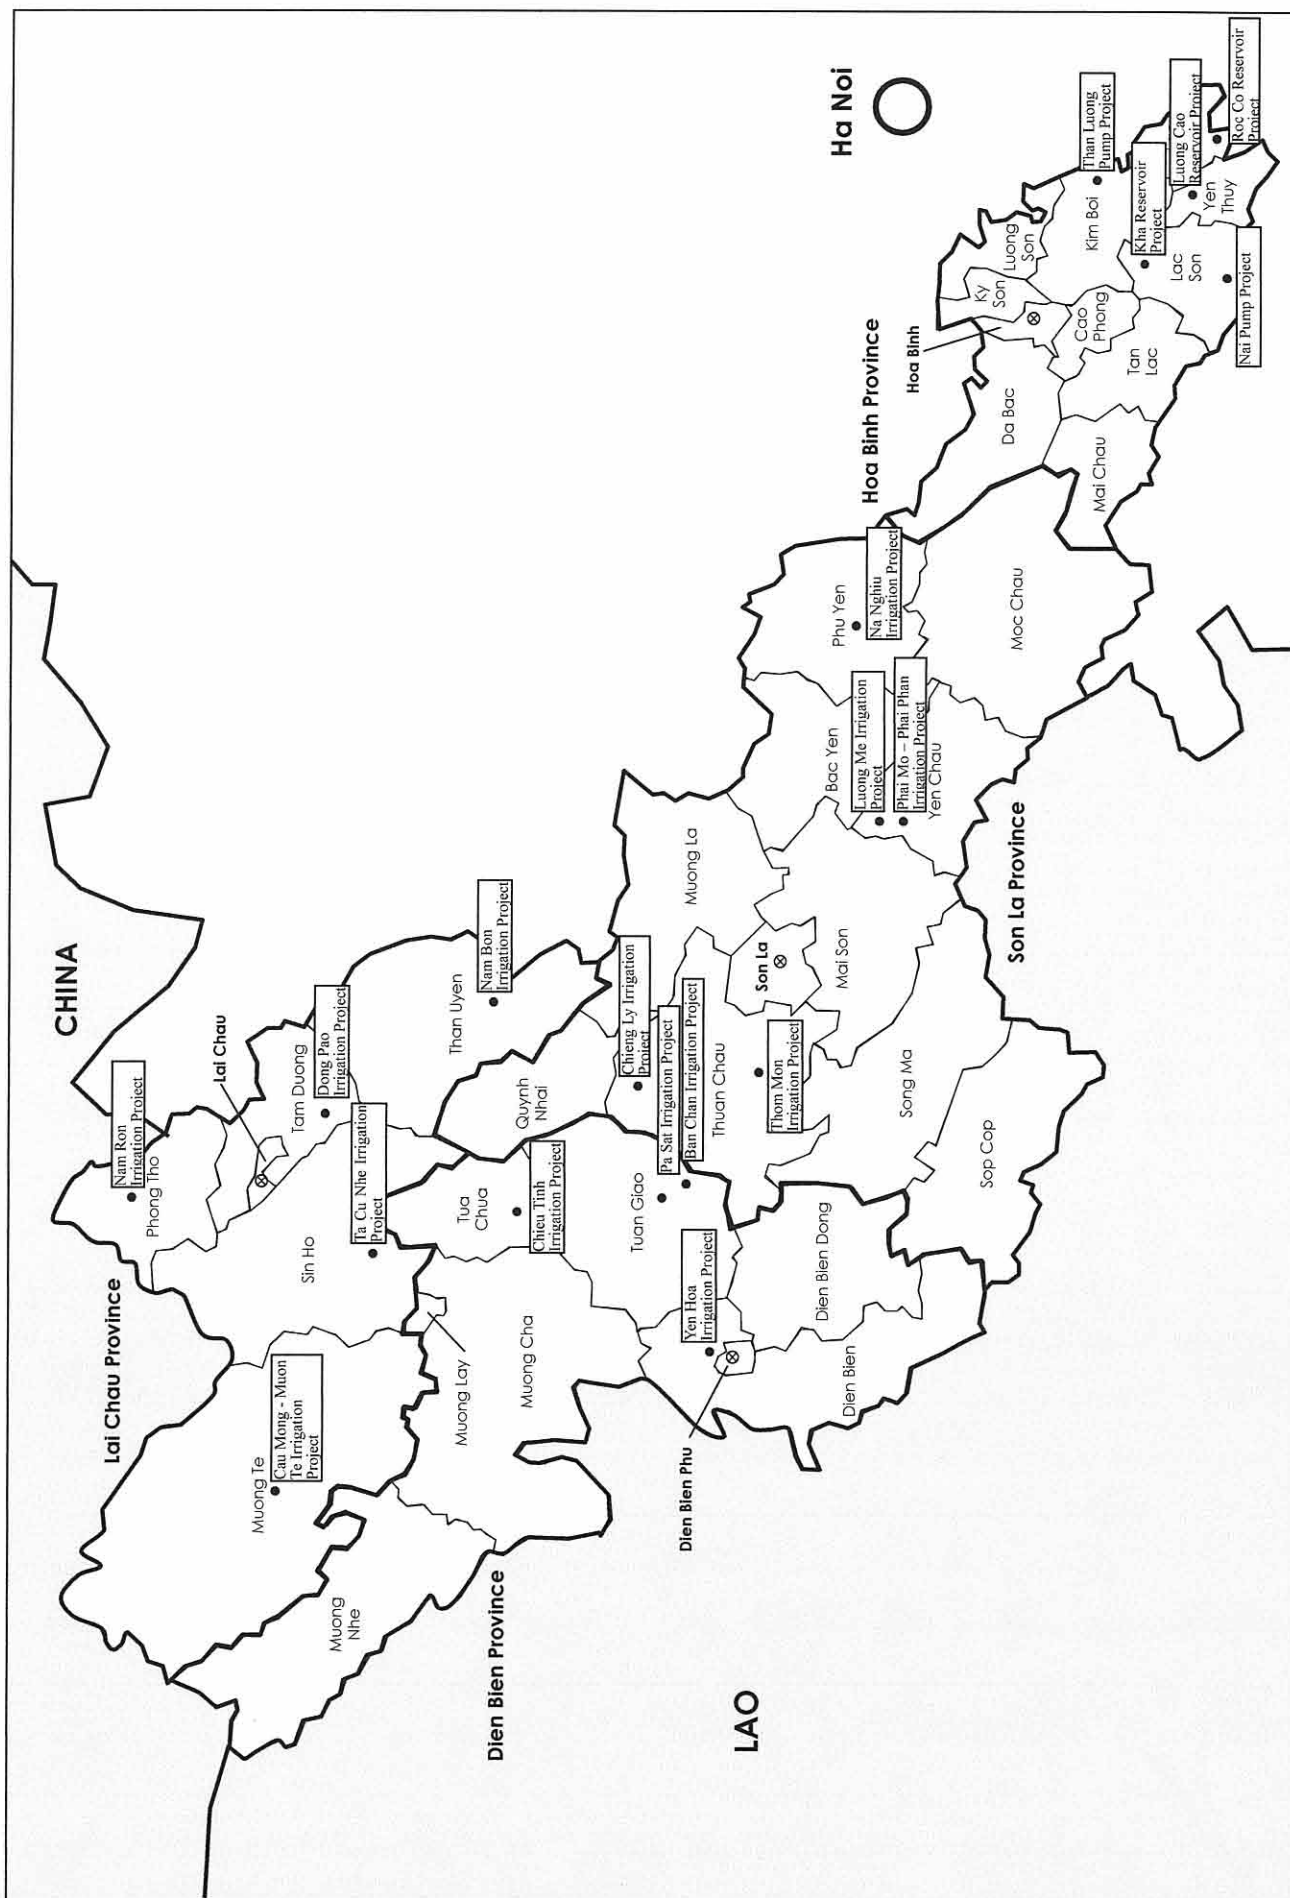 CHINA
Lai Chau Province
Nam Ron
Irrigation Project
Phong Tho
Lai Chau
Tam Duong
Dong Pao
Irrigation Project
Sin Ho
Ta Cu Nhe Irrigation
Project
Muong Te
Cau Mong - Muon
Te Irrigation
Project
Than Uyen
Nam Bon
Irrigation Project
Muong
Nhe
Muong Lay
Muong Cha
Tua
Chua
Chieu Tinh
Irrigation Project
Dien Bien Province
Quynh
Nhai
Chieng Ly Irrigation
Project
Tuan Giao
Pa Sat Irrigation Project
Ban Chan Irrigation Project
Yen Hoa
Irrigation Project
Dien Bien Phu
LAO
Dien Bien
Dien Bien Dong
Muong La
Thuan Chau
Son La
Thom Mon
Irrigation Project
Mai Son
Song Ma
Sop Cop
Son La Province
Bac Yen
Luong Me Irrigation
Project
Phai Mo – Phai Phan
Irrigation Project
Yen Chau
Phu Yen
Na Nghiu
Irrigation Project
Moc Chau
Hoa Binh Province
Hoa Binh
Ha Noi
Da Bac
Mai Chau
Ky
Son
Luong
Son
Cao
Phong
Tan
Lac
Kim Boi
Than Luong
Pump Project
Kha Reservoir
Project
Lac
Son
Luong Cao
Reservoir Project
Yen
Thuy
Roc Co Reservoir
Project
Nai Pump Project